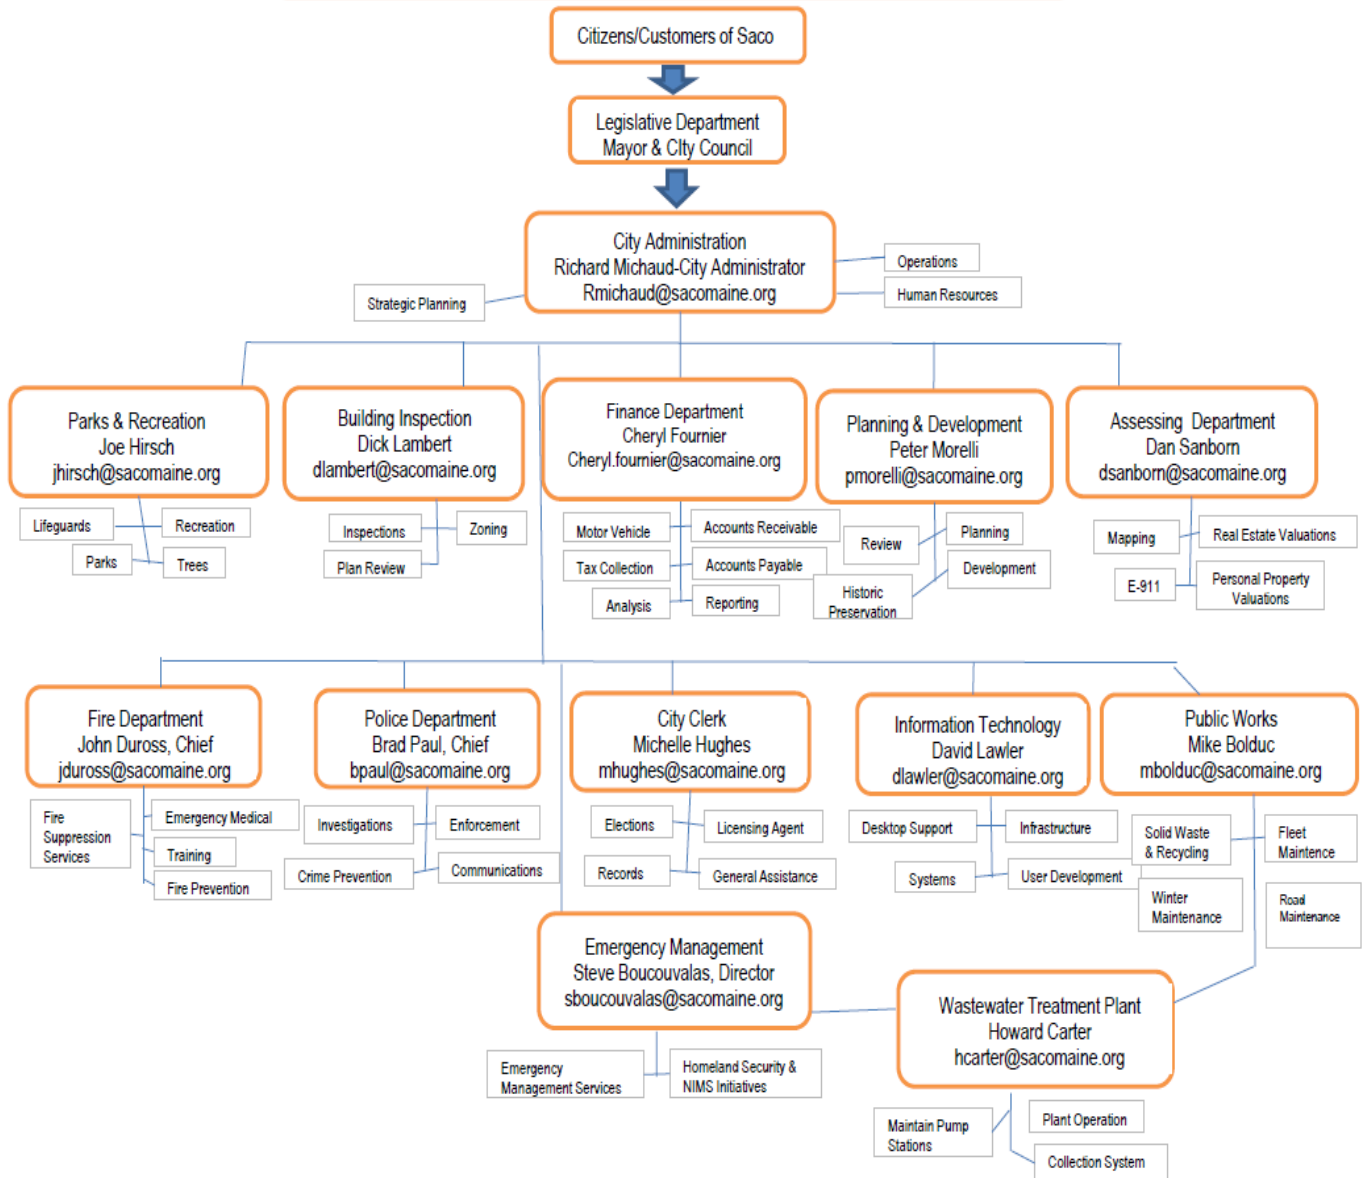 Citizens/Customers of Saco
Legislative Department
Mayor & CIty Council
City Administration
Richard Michaud-City Administrator
Rmichaud@sacomaine.org
Strategic Planning
Operations
Human Resources
Parks & Recreation
Joe Hirsch
jhirsch@sacomaine.org
Lifeguards
Recreation
Parks
Trees
Building Inspection
Dick Lambert
dlambert@sacomaine.org
Inspections
Zoning
Plan Review
Finance Department
Cheryl Fournier
Cheryl.fournier@sacomaine.org
Motor Vehicle
Accounts Receivable
Tax Collection
Accounts Payable
Analysis
Reporting
Planning & Development
Peter Morelli
pmorelli@sacomaine.org
Review
Planning
Development
Historic
Preservation
Assessing Department
Dan Sanborn
dsanborn@sacomaine.org
Mapping
Real Estate Valuations
E-911
Personal Property
Valuations
Fire Department
John Duross, Chief
jduross@sacomaine.org
Fire
Suppression
Services
Emergency Medical
Training
Fire Prevention
Police Department
Brad Paul, Chief
bpaul@sacomaine.org
Investigations
Enforcement
Crime Prevention
Communications
City Clerk
Michelle Hughes
mhughes@sacomaine.org
Elections
Licensing Agent
Records
General Assistance
Information Technology
David Lawler
dlawler@sacomaine.org
Desktop Support
Infrastructure
Systems
User Development
Public Works
Mike Bolduc
mbolduc@sacomaine.org
Solid Waste
& Recycling
Fleet
Maintence
Winter
Maintenance
Road
Maintenance
Emergency Management
Steve Boucouvalas, Director
sboucouvalas@sacomaine.org
Emergency
Management Services
Homeland Security &
NIMS Initiatives
Wastewater Treatment Plant
Howard Carter
hcarter@sacomaine.org
Maintain Pump
Stations
Plant Operation
Collection System